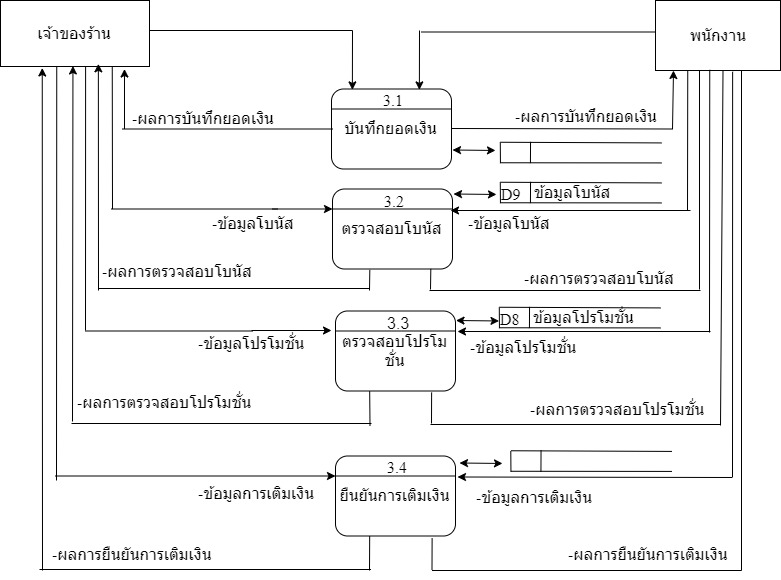 เจ้าของร้าน
พนักงาน
3.1
บันทึกยอดเงิน
-ผลการบันทึกยอดเงิน
-ผลการบันทึกยอดเงิน
3.2
ตรวจสอบโบนัส
D9 ข้อมูลโบนัส
-ข้อมูลโบนัส
-ข้อมูลโบนัส
-ผลการตรวจสอบโบนัส
-ผลการตรวจสอบโบนัส
3.3
ตรวจสอบโปรโม
ชั่น
D8 ข้อมูลโปรโมชั่น
-ข้อมูลโปรโมชั่น
-ข้อมูลโปรโมชั่น
-ผลการตรวจสอบโปรโมชั่น
-ผลการตรวจสอบโปรโมชั่น
3.4
ยืนยันการเติมเงิน
-ข้อมูลการเติมเงิน
-ข้อมูลการเติมเงิน
-ผลการยืนยันการเติมเงิน
-ผลการยืนยันการเติมเงิน